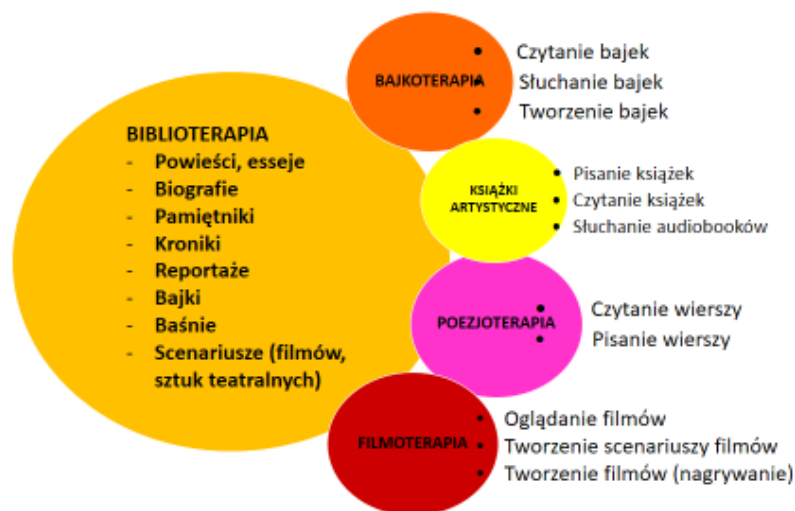 BIBLIOTERAPIA
- Powieści, esseje
- Biografie
- Pamiętniki
- Kroniki
- Reportaże
- Bajki
- Baśnie
- Scenariusze (filmów,
sztuk teatralnych)
BAJKOTERAPIA
• Czytanie bajek
• Słuchanie bajek
• Tworzenie bajek
KSIĄŻKI
ARTYSTYCZNE
• Pisanie książek
• Czytanie książek
• Słuchanie audiobooków
POEZJOTERAPIA
• Czytanie wierszy
• Pisanie wierszy
FILMOTERAPIA
• Oglądanie filmów
• Tworzenie scenariuszy filmów
• Tworzenie filmów (nagrywanie)